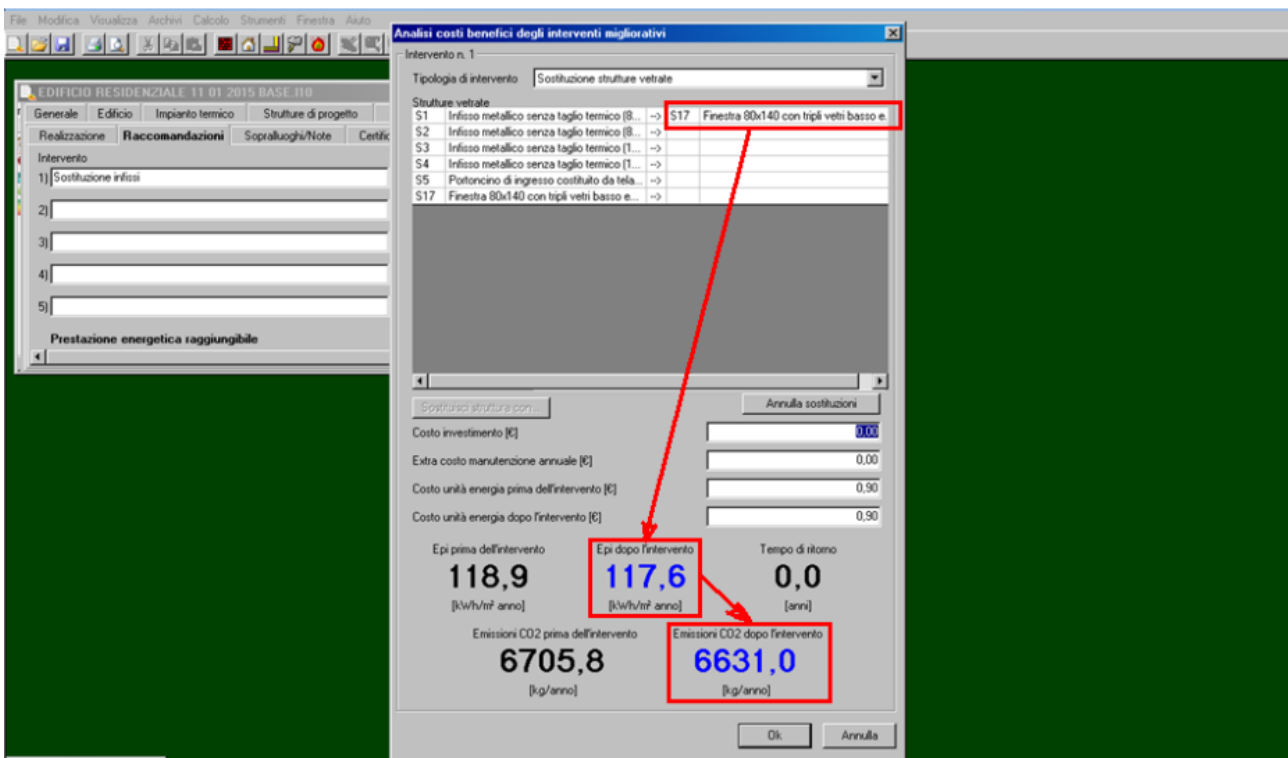 File Modifica Visualizza Archivi Calcolo Strumenti Finestra Aiuto
Analisi costi benefici degli interventi migliorativi
Intervento n. 1
Tipologia di intervento Sostituzione strutture vetrate
EDIFICIO RESIDENZIALE 11 01 2015 BASE.I10
Generale Edificio Impianto termico Strutture di progetto
Realizzazione Raccomandazioni Sopralluoghi/Note Certific
Intervento
1) Sostituzione infissi
2)
3)
4)
5)
Prestazione energetica raggiungibile
Strutture vetrate
S1 Infisso metallico senza taglio termico (8... --> S17 Finestra 80x140 con tripli vetri basso e.
S2 Infisso metallico senza taglio termico (8... -->
S3 Infisso metallico senza taglio termico (1... -->
S4 Infisso metallico senza taglio termico (1... -->
S5 Portoncino di ingresso costituito da tela... -->
S17 Finestra 80x140 con tripli vetri basso e... -->
Sostituisci struttura con... Annulla sostituzioni
Costo investimento [€] 0,00
Extra costo manutenzione annuale [€] 0,00
Costo unità energia prima dell'intervento [€] 0,90
Costo unità energia dopo l'intervento [€] 0,90
Epi prima dell'intervento Epi dopo l'intervento Tempo di ritorno
118,9 117,6 0,0
[kWh/m² anno] [kWh/m² anno] [anni]
Emissioni CO2 prima dell'intervento Emissioni CO2 dopo l'intervento
6705,8 6631,0
[kg/anno] [kg/anno]
Ok Annulla